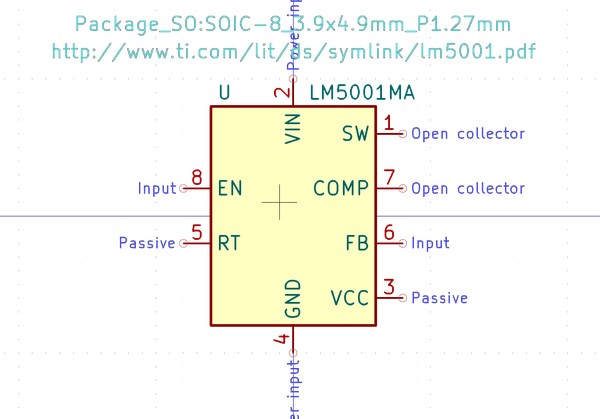 Package_SO:SOIC-8_3.9x4.9mm_P1.27mm
http://www.ti.com/lit/ds/symlink/lm5001.pdf
Power in
U LM5001MA
2
VIN
SW 1 Open collector
Input 8 EN
COMP 7 Open collector
Passive 5 RT
FB 6 Input
GND
VCC 3 Passive
4
er input